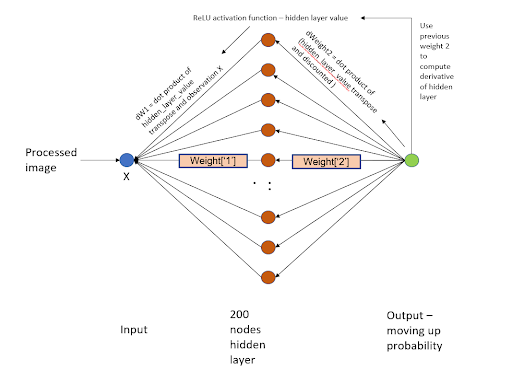 ReLU activation function – hidden layer value
Use
previous
weight 2
to
compute
derivative
of hidden
layer
dW1 = dot product of
hidden_layer_value
transpose and observation X
dWeight2 = dot product of
(hidden_layer_value transpose
and discounted )
Processed
image
X
Weight['1']
Weight['2']
Input
200
nodes
hidden
layer
Output –
moving up
probability